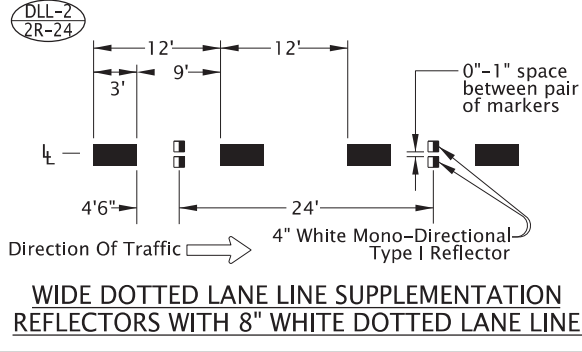 DLL-2
2R-24
12'
12'
3'
9'
0"-1" space
between pair
of markers
4'6"
24'
4" White Mono-Directional
Type I Reflector
Direction Of Traffic
WIDE DOTTED LANE LINE SUPPLEMENTATION
REFLECTORS WITH 8" WHITE DOTTED LANE LINE